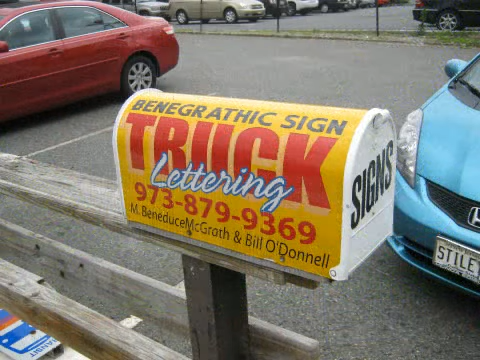 BENEGRATHIC SIGN
TRUCK
Lettering
973-879-9369
M. BeneduceMcGrath & Bill O'Donnell
SIGNS
STILE